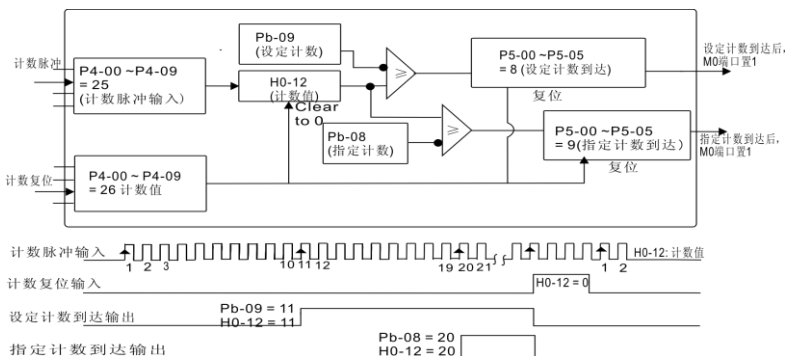 计数脉冲
P4-00 ~P4-09
= 25
(计数脉冲输入)
Pb-09
(设定计数)
H0-12
(计数值)
Clear
to 0
Pb-08
(指定计数)
≥
≥
P5-00 ~P5-05
= 8 (设定计数到达)
复位
P5-00 ~P5-05
= 9(指定计数到达)
复位
设定计数到达后,
M0端口置1
指定计数到达后,
M0端口置1
计数复位
P4-00 ~ P4-09
= 26 计数值
计数脉冲输入
1 2 3 10 11 12 19 20 21 1 2
H0-12: 计数值
计数复位输入
H0-12 = 0
设定计数到达输出
Pb-09 = 11
H0-12 = 11
指定计数到达输出
Pb-08 = 20
H0-12 = 20